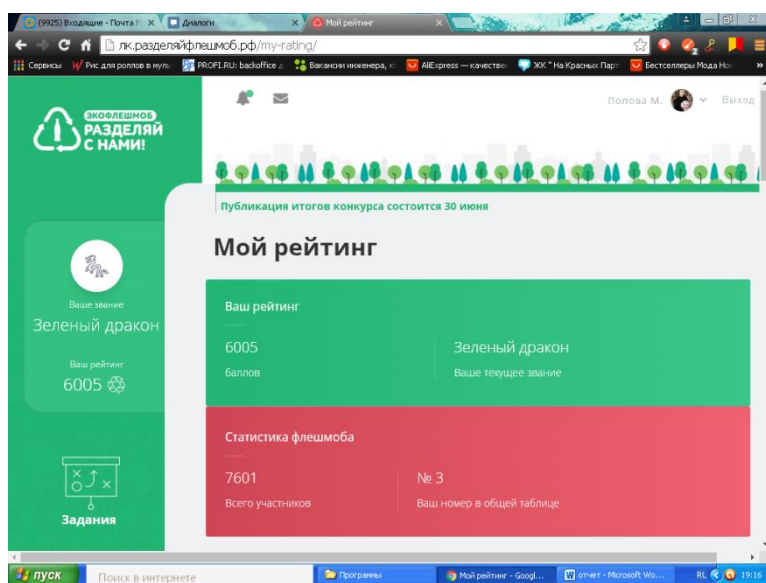 (9925) Входящие - Почта
Диалоги
Мой рейтинг
лк.разделяйфлешмоб.рф/my-rating/
Сервисы
Рис для роллов в муль
PROFI.RU: backoffice д
Вакансии инженера, к
AliExpress — качестве
ЖК " На Красных Парт
Бестселлеры Мода Но
»
ЭКОФЛЕШМОБ
РАЗДЕЛЯЙ
С НАМИ!
Попова М.
Выход
Публикация итогов конкурса состоится 30 июня
Мой рейтинг
Ваше звание
Зеленый дракон
Ваш рейтинг
6005
Ваш рейтинг
6005
баллов
Зеленый дракон
Ваше текущее звание
Статистика флешмоба
7601
Всего участников
№ 3
Ваш номер в общей таблице
Задания
пуск
Поиск в интернете
Программы
Мой рейтинг - Googl...
отчет - Microsoft Wo...
RL
19:16